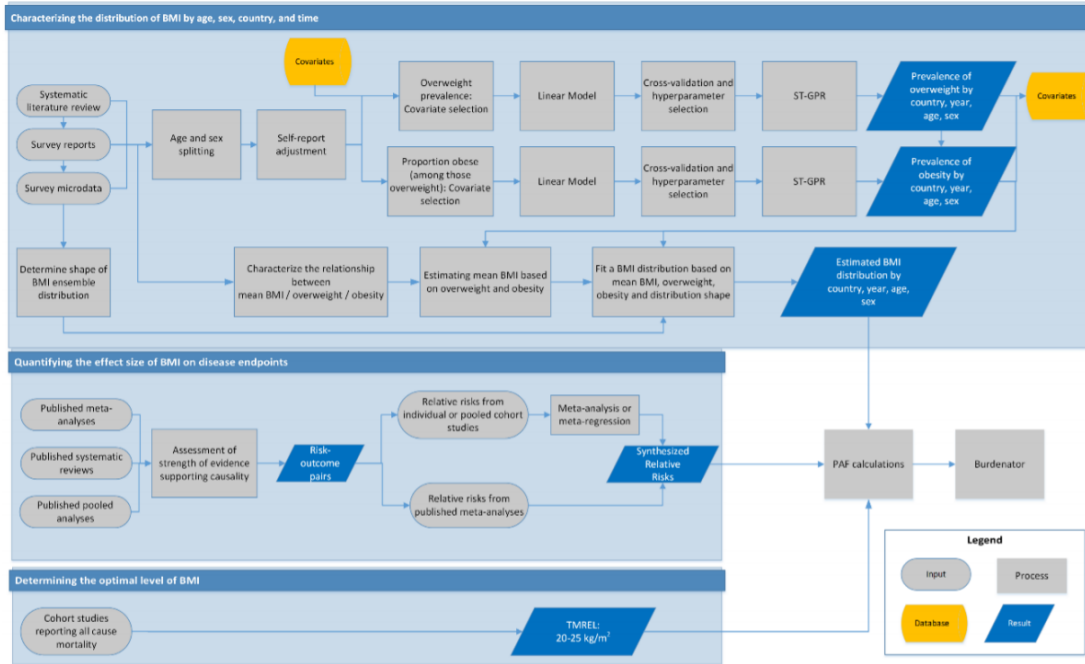 Characterizing the distribution of BMI by age, sex, country, and time
Covariates
Systematic
literature review
Survey reports
Survey microdata
Age and sex
splitting
Self-report
adjustment
Overweight
prevalence:
Covariate selection
Linear Model
Cross-validation and
hyperparameter
selection
ST-GPR
Prevalence of
overweight by
country, year,
age, sex
Covariates
Proportion obese
(among those
overweight): Covariate
selection
Linear Model
Cross-validation and
hyperparameter
selection
ST-GPR
Prevalence of
obesity by
country, year,
age, sex
Determine shape of
BMI ensemble
distribution
Characterize the relationship
between
mean BMI / overweight / obesity
Estimating mean BMI based
on overweight and obesity
Fit a BMI distribution based on
mean BMI, overweight,
obesity and distribution shape
Estimated BMI
distribution by
country, year, age,
sex
Quantifying the effect size of BMI on disease endpoints
Published meta-
analyses
Published systematic
reviews
Published pooled
analyses
Assessment of
strength of evidence
supporting causality
Risk-
outcome
pairs
Relative risks from
individual or pooled cohort
studies
Meta-analysis or
meta-regression
Relative risks from
published meta-analyses
Synthesized
Relative
Risks
PAF calculations
Burdenator
Determining the optimal level of BMI
Cohort studies
reporting all cause
mortality
TMREL:
20-25 kg/m²
Legend
Input
Process
Database
Result